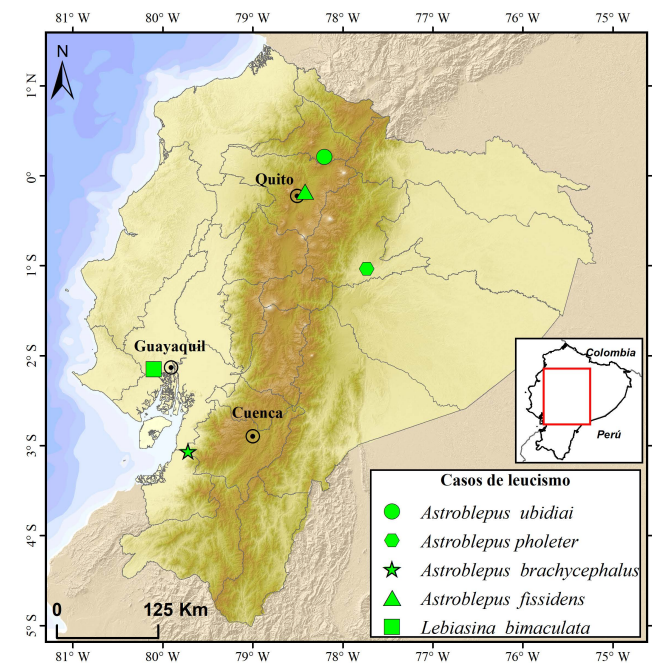 81° W 80° W 79° W 78° W 77° W 76° W 75° W
N
1° N
0°
1° S
2° S
3° S
4° S
5° S
Quito
Guayaquil
Cuenca
Colombia
Perú
Casos de leucismo
Astroblepus ubidiai
Astroblepus pholeter
Astroblepus brachycephalus
Astroblepus fissidens
Lebiasina bimaculata
0 125 Km
81° W 80° W 79° W 78° W 77° W 76° W 75° W